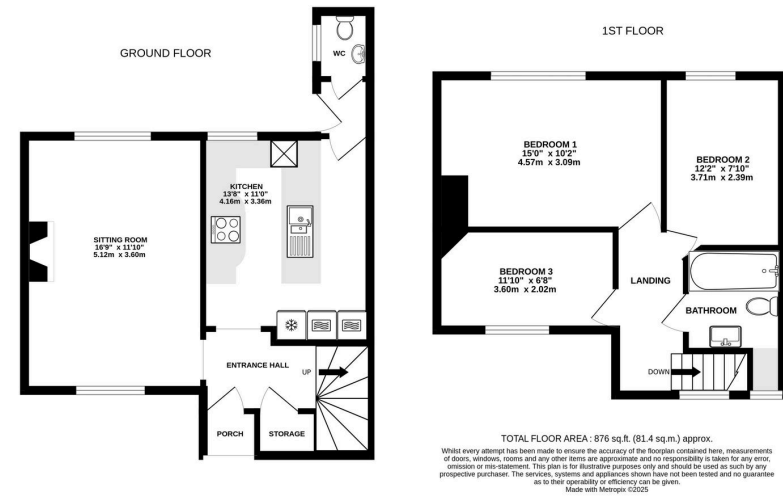 GROUND FLOOR
WC
KITCHEN
13'8" x 11'0"
4.16m x 3.36m
SITTING ROOM
16'9" x 11'10"
5.12m x 3.60m
ENTRANCE HALL
UP
PORCH
STORAGE
1ST FLOOR
BEDROOM 1
15'0" x 10'2"
4.57m x 3.09m
BEDROOM 2
12'2" x 7'10"
3.71m x 2.39m
BEDROOM 3
11'10" x 6'8"
3.60m x 2.02m
LANDING
BATHROOM
DOWN
TOTAL FLOOR AREA : 876 sq.ft. (81.4 sq.m.) approx.
Whilst every attempt has been made to ensure the accuracy of the floorplan contained here, measurements
of doors, windows, rooms and any other items are approximate and no responsibility is taken for any error,
omission or mis-statement. This plan is for illustrative purposes only and should be used as such by any
prospective purchaser. The services, systems and appliances shown have not been tested and no guarantee
as to their operability or efficiency can be given.
Made with Metropix ©2025